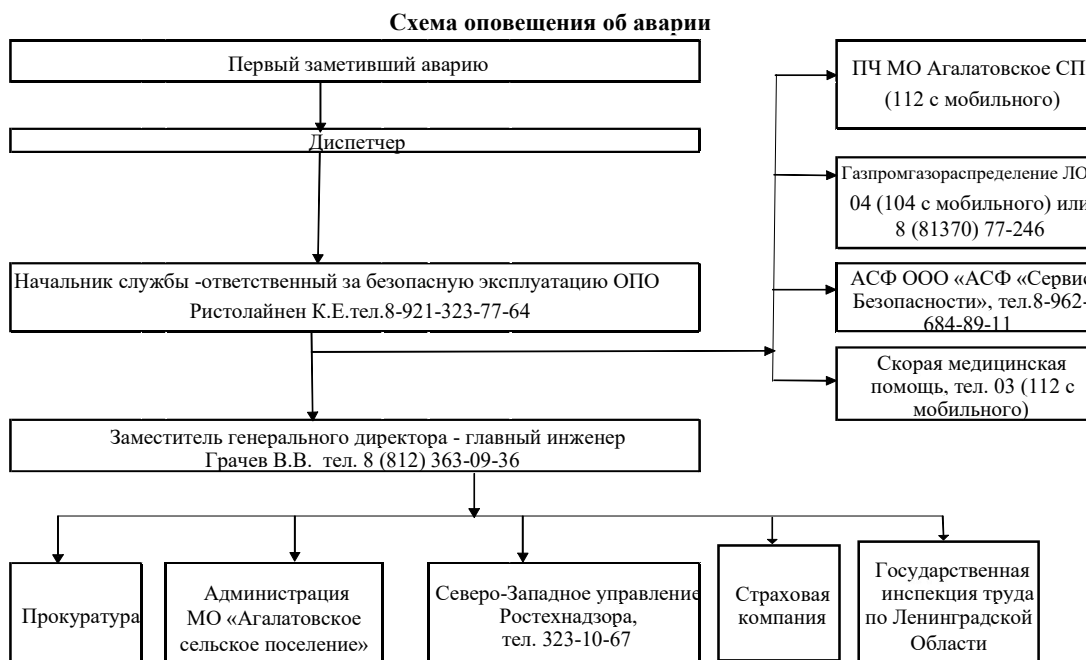 Схема оповещения об аварии
Первый заметивший аварию
Диспетчер
Начальник службы -ответственный за безопасную эксплуатацию ОПО
Ристолайнен К.Е.тел.8-921-323-77-64
Заместитель генерального директора - главный инженер
Грачев В.В. тел. 8 (812) 363-09-36
ПЧ МО Агалатовское СП
(112 с мобильного)
Газпромгазораспределение ЛО
04 (104 с мобильного) или
8 (81370) 77-246
АСФ ООО «АСФ «Сервис
Безопасности», тел.8-962-
684-89-11
Скорая медицинская
помощь, тел. 03 (112 с
мобильного)
Прокуратура
Администрация
МО «Агалатовское
сельское поселение»
Северо-Западное управление
Ростехнадзора,
тел. 323-10-67
Страховая
компания
Государственная
инспекция труда
по Ленинградской
Области